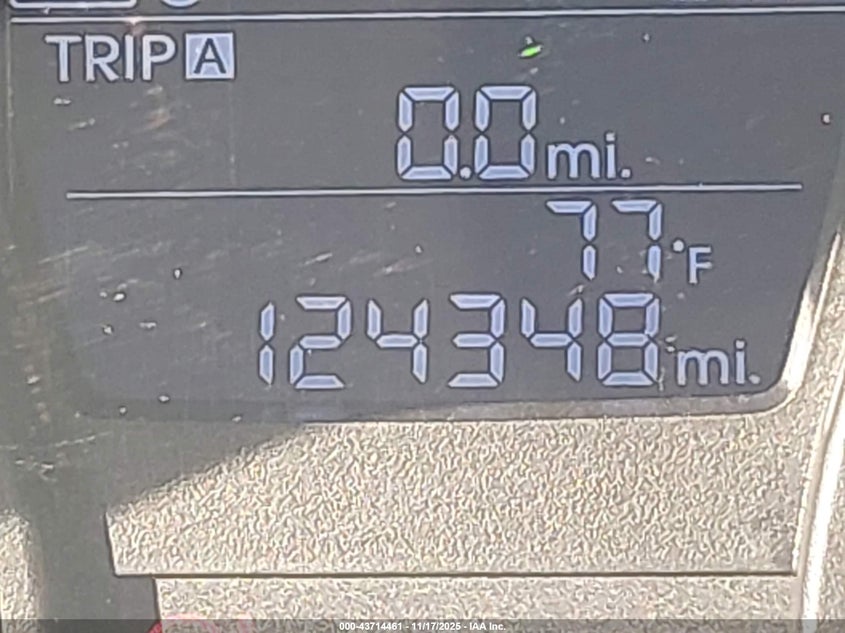 TRIP A
0.0 mi.
77°F
124348 mi.
000-43714461 - 11/17/2025 - IAA Inc.